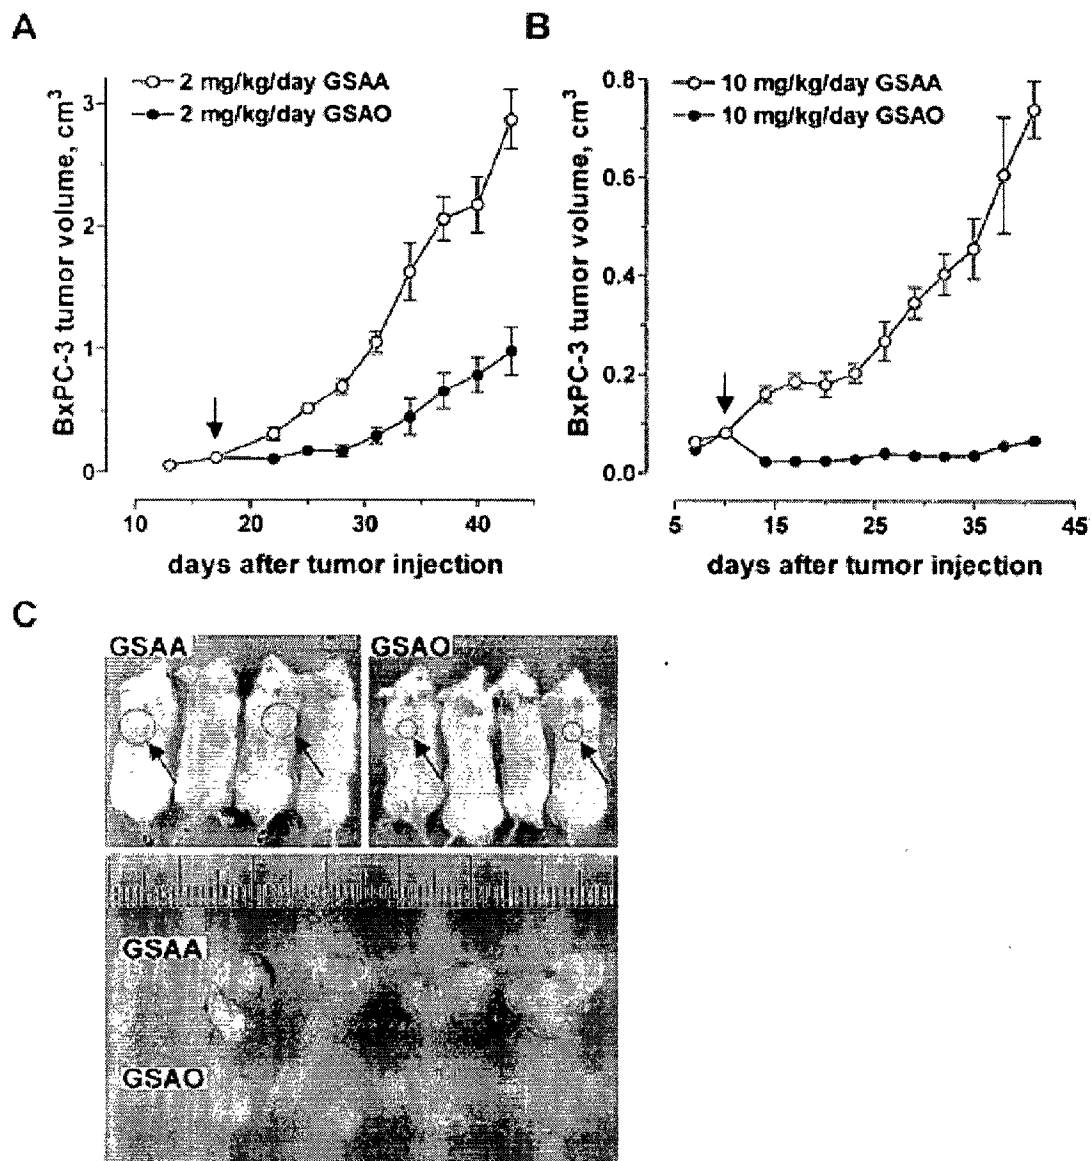 A
2 mg/kg/day GSAA
2 mg/kg/day GSAO
BxPC-3 tumor volume, cm3
3
2
1
0
10 20 30 40
days after tumor injection
B
10 mg/kg/day GSAA
10 mg/kg/day GSAO
BxPC-3 tumor volume, cm3
0.8
0.6
0.4
0.2
0.0
5 15 25 35 45
days after tumor injection
C
GSAA
GSAO
GSAA
GSAO